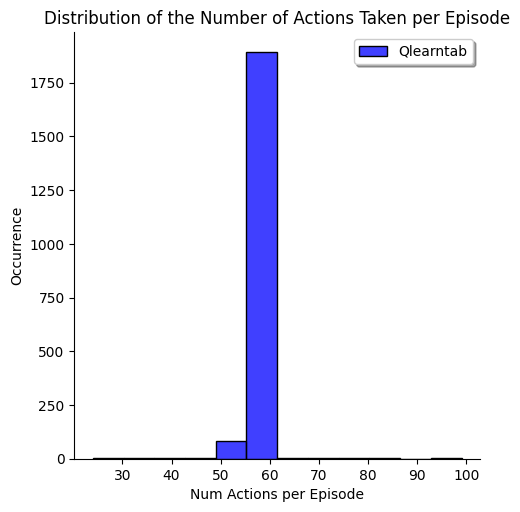 Distribution of the Number of Actions Taken per Episode
Qlearntab
1750
1500
1250
1000
750
500
250
0
Occurrence
30 40 50 60 70 80 90 100
Num Actions per Episode